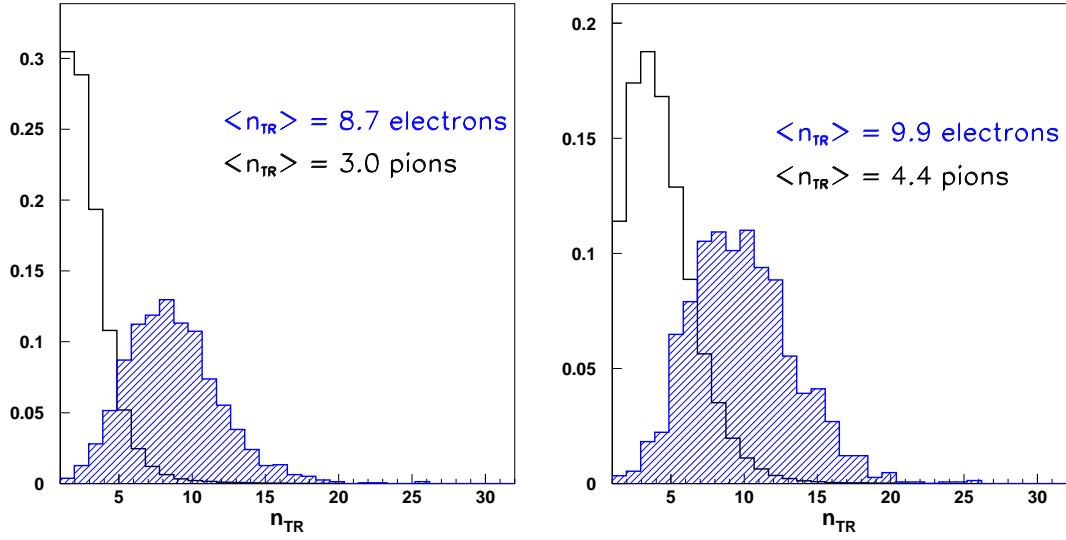 0.3
0.25
0.2
0.15
0.1
0.05
0
<n_TR> = 8.7 electrons
<n_TR> = 3.0 pions
5 10 15 20 25 30
n_TR
0.2
0.15
0.1
0.05
0
<n_TR> = 9.9 electrons
<n_TR> = 4.4 pions
5 10 15 20 25 30
n_TR